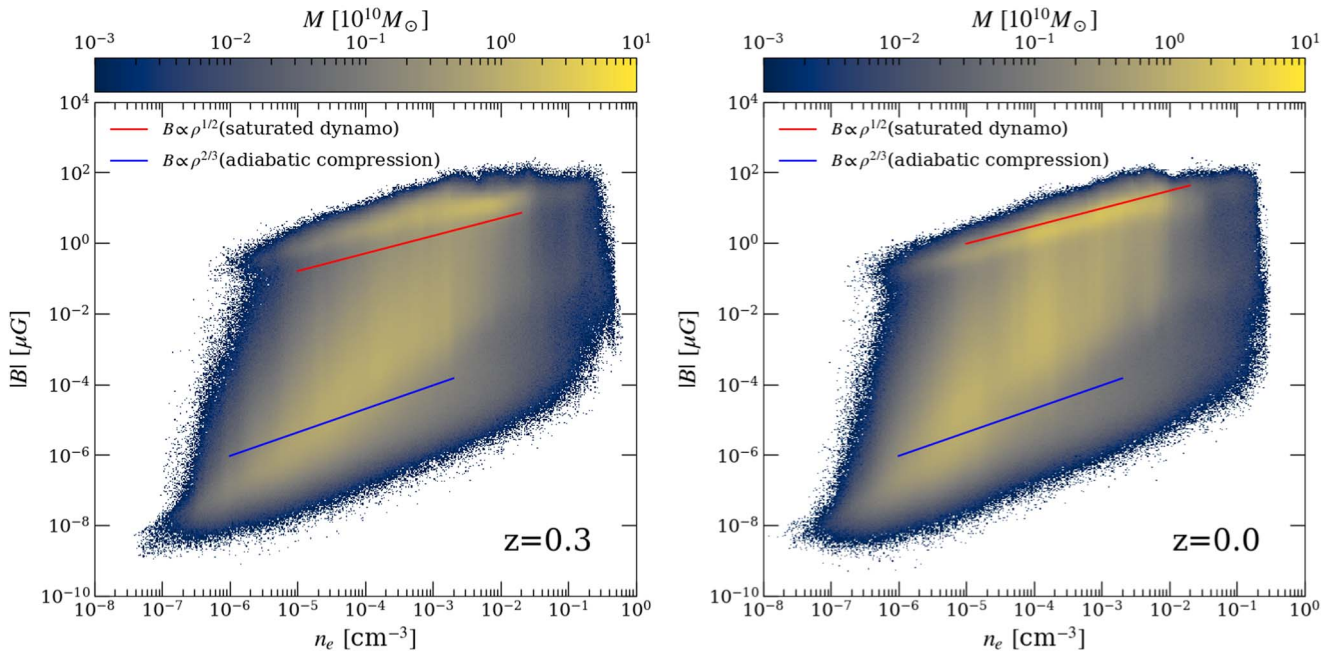 M [10^10 M_⊙]
10^−3 10^−2 10^−1 10^0 10^1
10^4
10^2
10^0
10^−2
10^−4
10^−6
10^−8
10^−10
|B| [μG]
B∝ρ^1/2(saturated dynamo)
B∝ρ^2/3(adiabatic compression)
z=0.3
10^−8 10^−7 10^−6 10^−5 10^−4 10^−3 10^−2 10^−1 10^0
n_e [cm^−3]
M [10^10 M_⊙]
10^−3 10^−2 10^−1 10^0 10^1
10^4
10^2
10^0
10^−2
10^−4
10^−6
10^−8
10^−10
|B| [μG]
B∝ρ^1/2(saturated dynamo)
B∝ρ^2/3(adiabatic compression)
z=0.0
10^−8 10^−7 10^−6 10^−5 10^−4 10^−3 10^−2 10^−1 10^0
n_e [cm^−3]